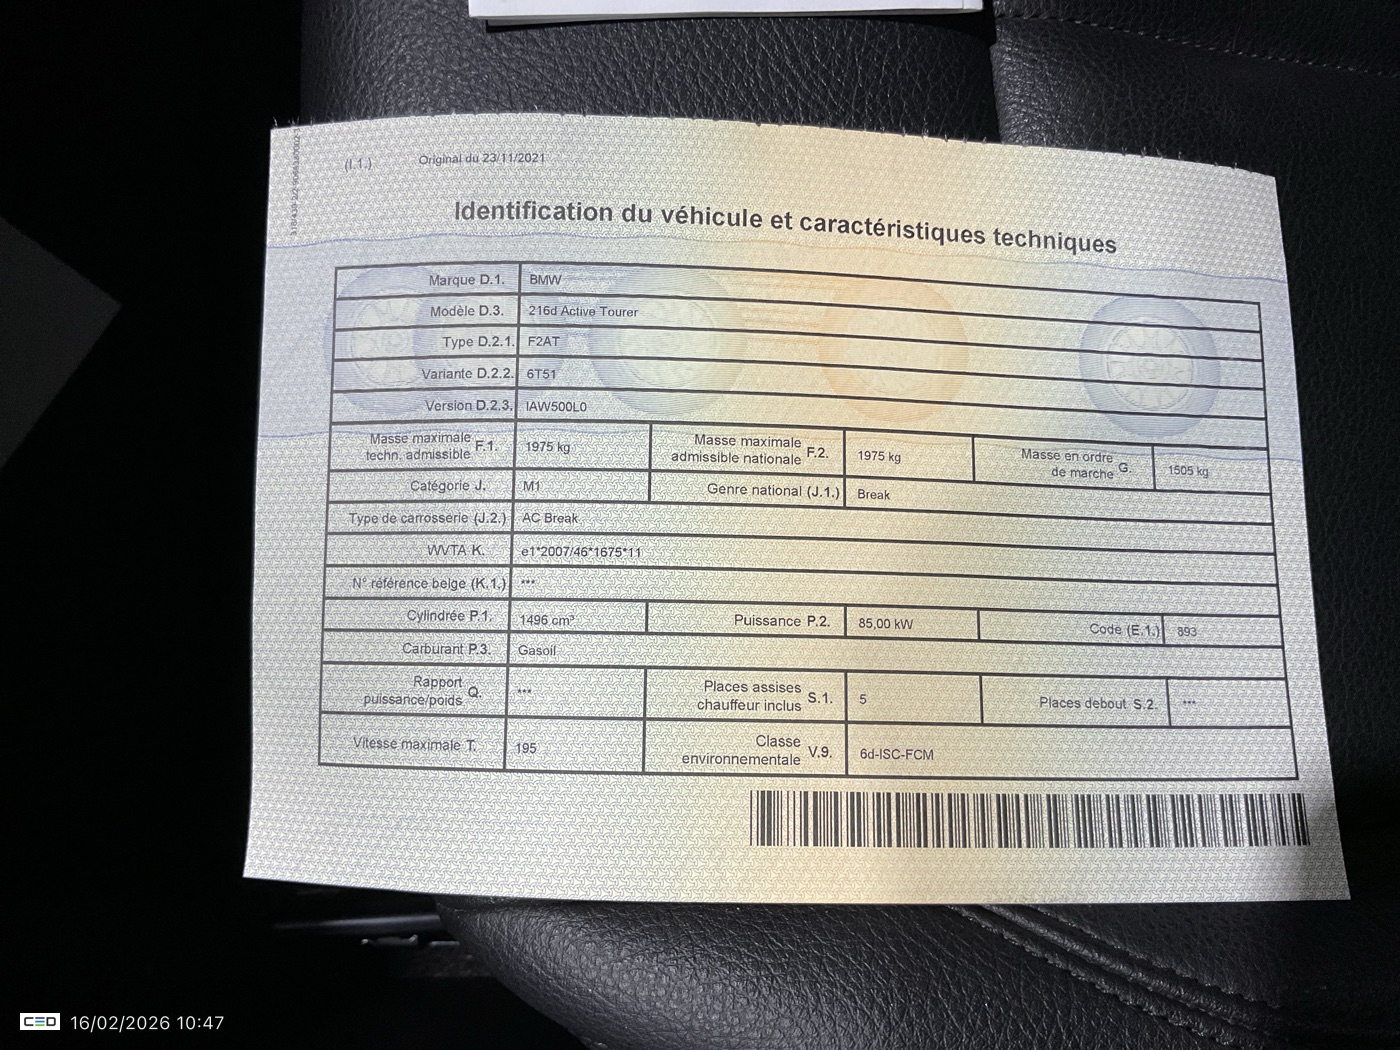 (I.1.) Original du 23/11/2021
Identification du véhicule et caractéristiques techniques
Marque D.1. BMW
Modèle D.3. 216d Active Tourer
Type D.2.1. F2AT
Variante D.2.2. 6T51
Version D.2.3. IAW500L0
Masse maximale techn. admissible F.1. 1975 kg Masse maximale admissible nationale F.2. 1975 kg Masse en ordre de marche G. 1505 kg
Catégorie J. M1 Genre national (J.1.) Break
Type de carrosserie (J.2.) AC Break
WVTA K. e1*2007/46*1675*11
N° référence belge (K.1.) ***
Cylindrée P.1. 1496 cm³ Puissance P.2. 85,00 kW Code (E.1.) 893
Carburant P.3. Gasoil
Rapport puissance/poids Q. *** Places assises chauffeur inclus S.1. 5 Places debout S.2. ***
Vitesse maximale T. 195 Classe environnementale V.9. 6d-ISC-FCM
CED 16/02/2026 10:47